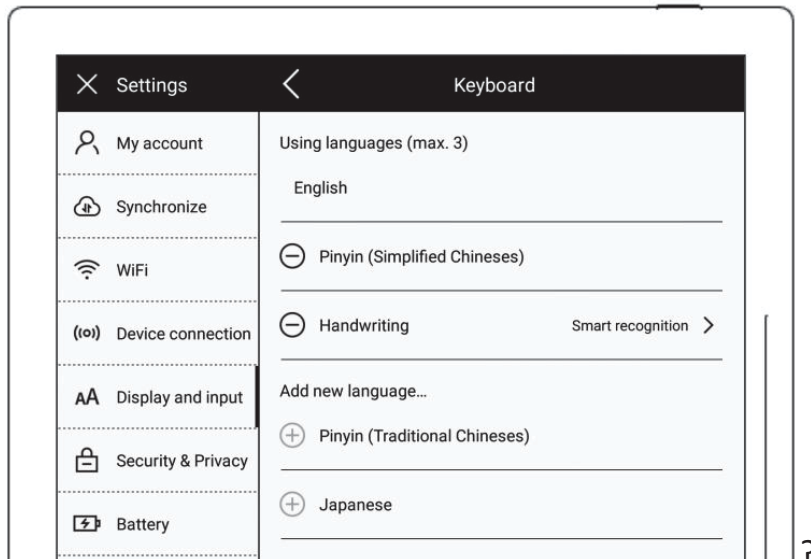 Settings
Keyboard
My account
Synchronize
WiFi
Device connection
AA Display and input
Security & Privacy
Battery
Using languages (max. 3)
English
Pinyin (Simplified Chineses)
Handwriting Smart recognition
Add new language...
Pinyin (Traditional Chineses)
Japanese